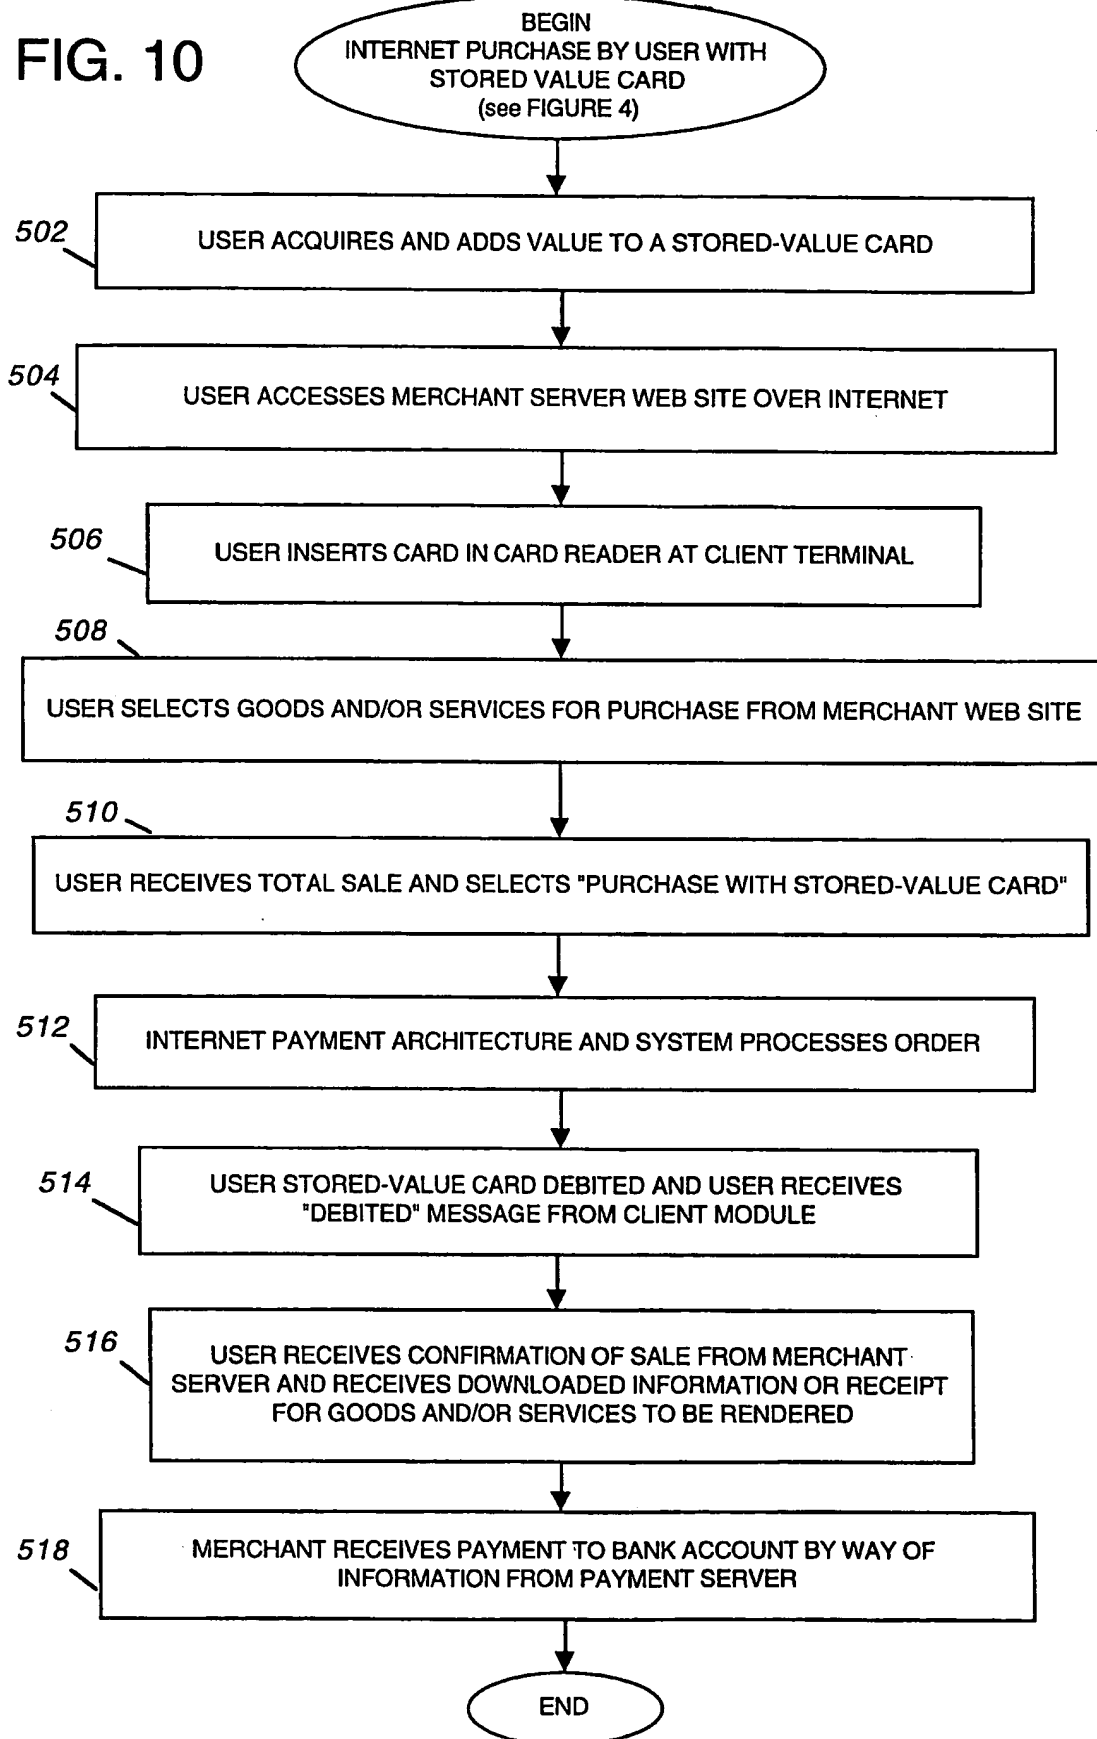 FIG. 10
BEGIN
INTERNET PURCHASE BY USER WITH
STORED VALUE CARD
(see FIGURE 4)
502
USER ACQUIRES AND ADDS VALUE TO A STORED-VALUE CARD
504
USER ACCESSES MERCHANT SERVER WEB SITE OVER INTERNET
506
USER INSERTS CARD IN CARD READER AT CLIENT TERMINAL
508
USER SELECTS GOODS AND/OR SERVICES FOR PURCHASE FROM MERCHANT WEB SITE
510
USER RECEIVES TOTAL SALE AND SELECTS "PURCHASE WITH STORED-VALUE CARD"
512
INTERNET PAYMENT ARCHITECTURE AND SYSTEM PROCESSES ORDER
514
USER STORED-VALUE CARD DEBITED AND USER RECEIVES
"DEBITED" MESSAGE FROM CLIENT MODULE
516
USER RECEIVES CONFIRMATION OF SALE FROM MERCHANT
SERVER AND RECEIVES DOWNLOADED INFORMATION OR RECEIPT
FOR GOODS AND/OR SERVICES TO BE RENDERED
518
MERCHANT RECEIVES PAYMENT TO BANK ACCOUNT BY WAY OF
INFORMATION FROM PAYMENT SERVER
END